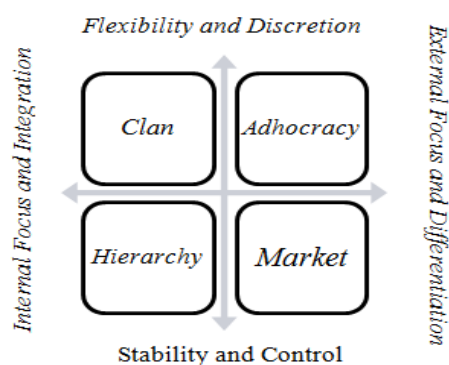 Flexibility and Discretion
Internal Focus and Integration
External Focus and Differentiation
Clan
Adhocracy
Hierarchy
Market
Stability and Control